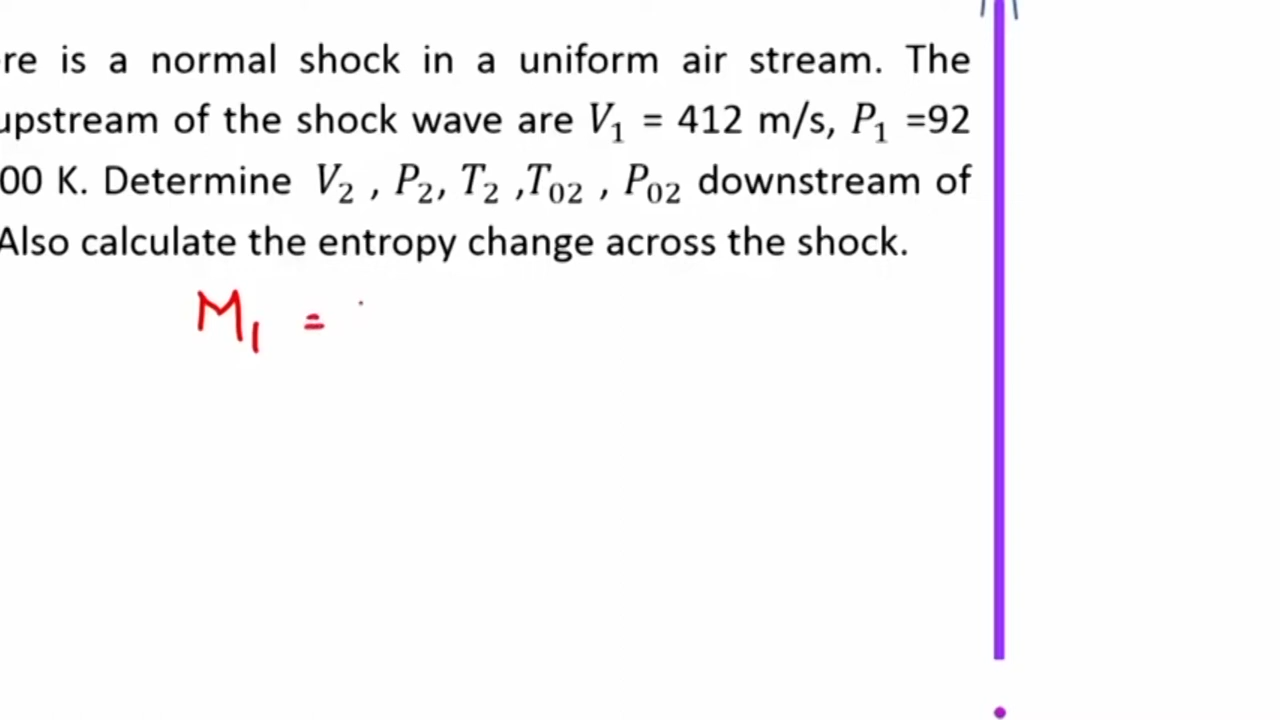 ere is a normal shock in a uniform air stream. The
upstream of the shock wave are V₁ = 412 m/s, P₁ =92
00 K. Determine V₂ , P₂, T₂ ,T₀₂ , P₀₂ downstream of
Also calculate the entropy change across the shock.
M₁ =